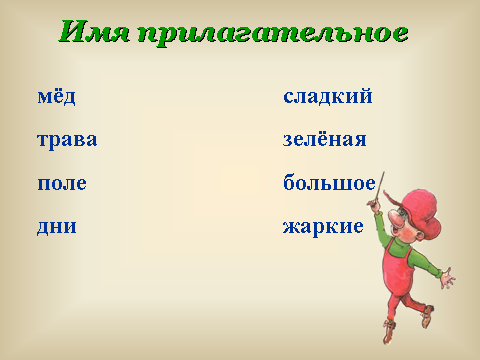 Имя прилагательное
мёд сладкий
трава зелёная
поле большое
дни жаркие